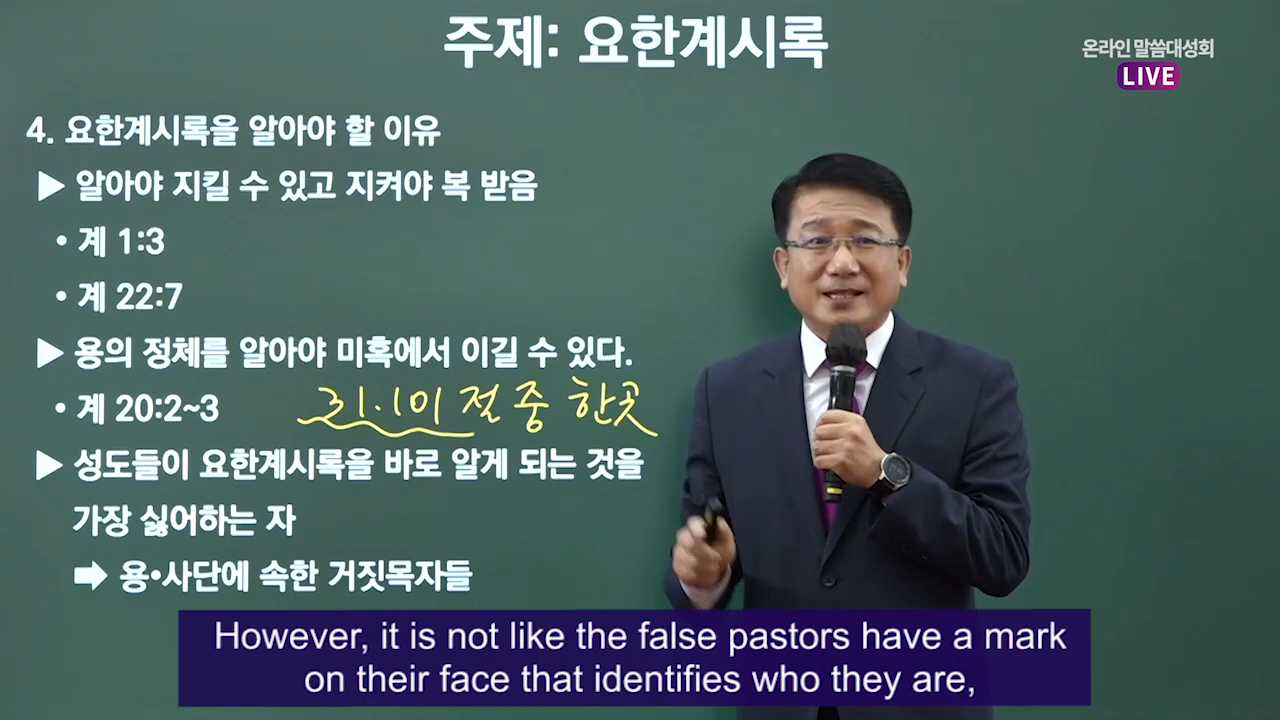 주제: 요한계시록
온라인 말씀대성회
LIVE
4. 요한계시록을 알아야 할 이유
▶ 알아야 지킬 수 있고 지켜야 복 받음
• 계 1:3
• 계 22:7
▶ 용의 정체를 알아야 미혹에서 이길 수 있다.
• 계 20:2~3
절 중 한곳
▶ 성도들이 요한계시록을 바로 알게 되는 것을
가장 싫어하는 자
➡ 용•사단에 속한 거짓목자들
However, it is not like the false pastors have a mark
on their face that identifies who they are,